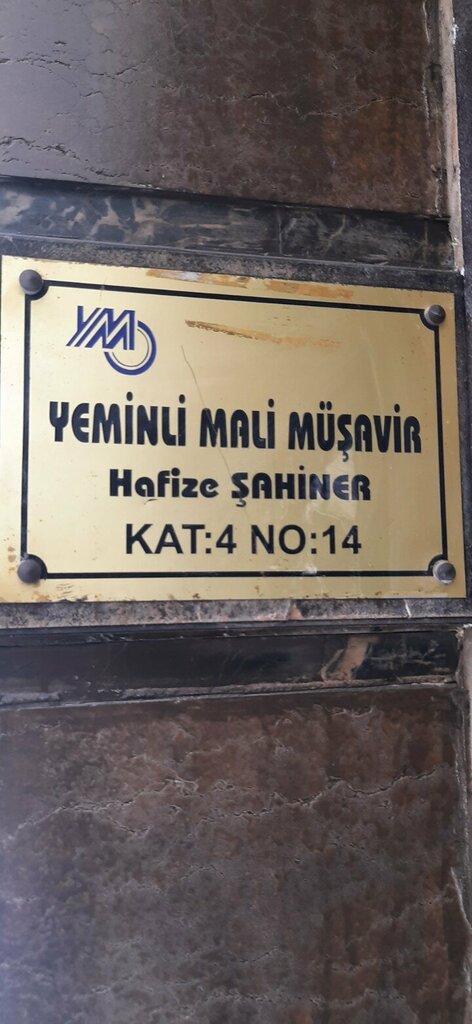 YMM
YEMİNLİ MALİ MÜŞAVİR
Hafize ŞAHİNER
KAT:4 NO:14